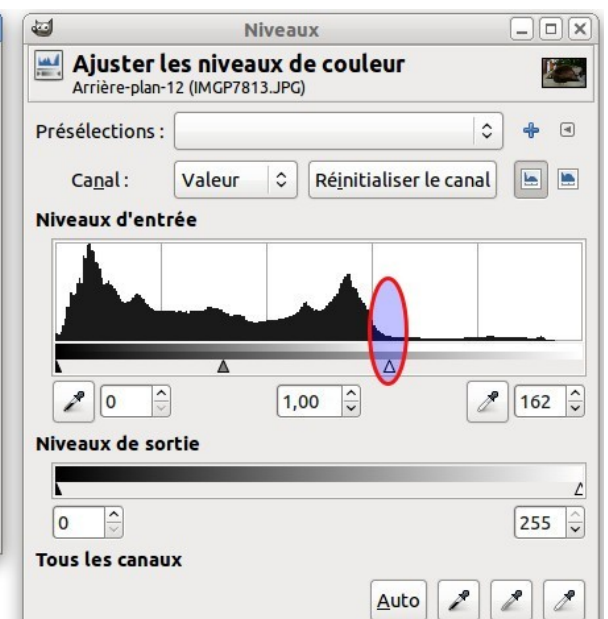 Niveaux
Ajuster les niveaux de couleur
Arrière-plan-12 (IMGP7813.JPG)
Présélections :
Canal : Valeur Réinitialiser le canal
Niveaux d'entrée
0 1,00 162
Niveaux de sortie
0 255
Tous les canaux
Auto